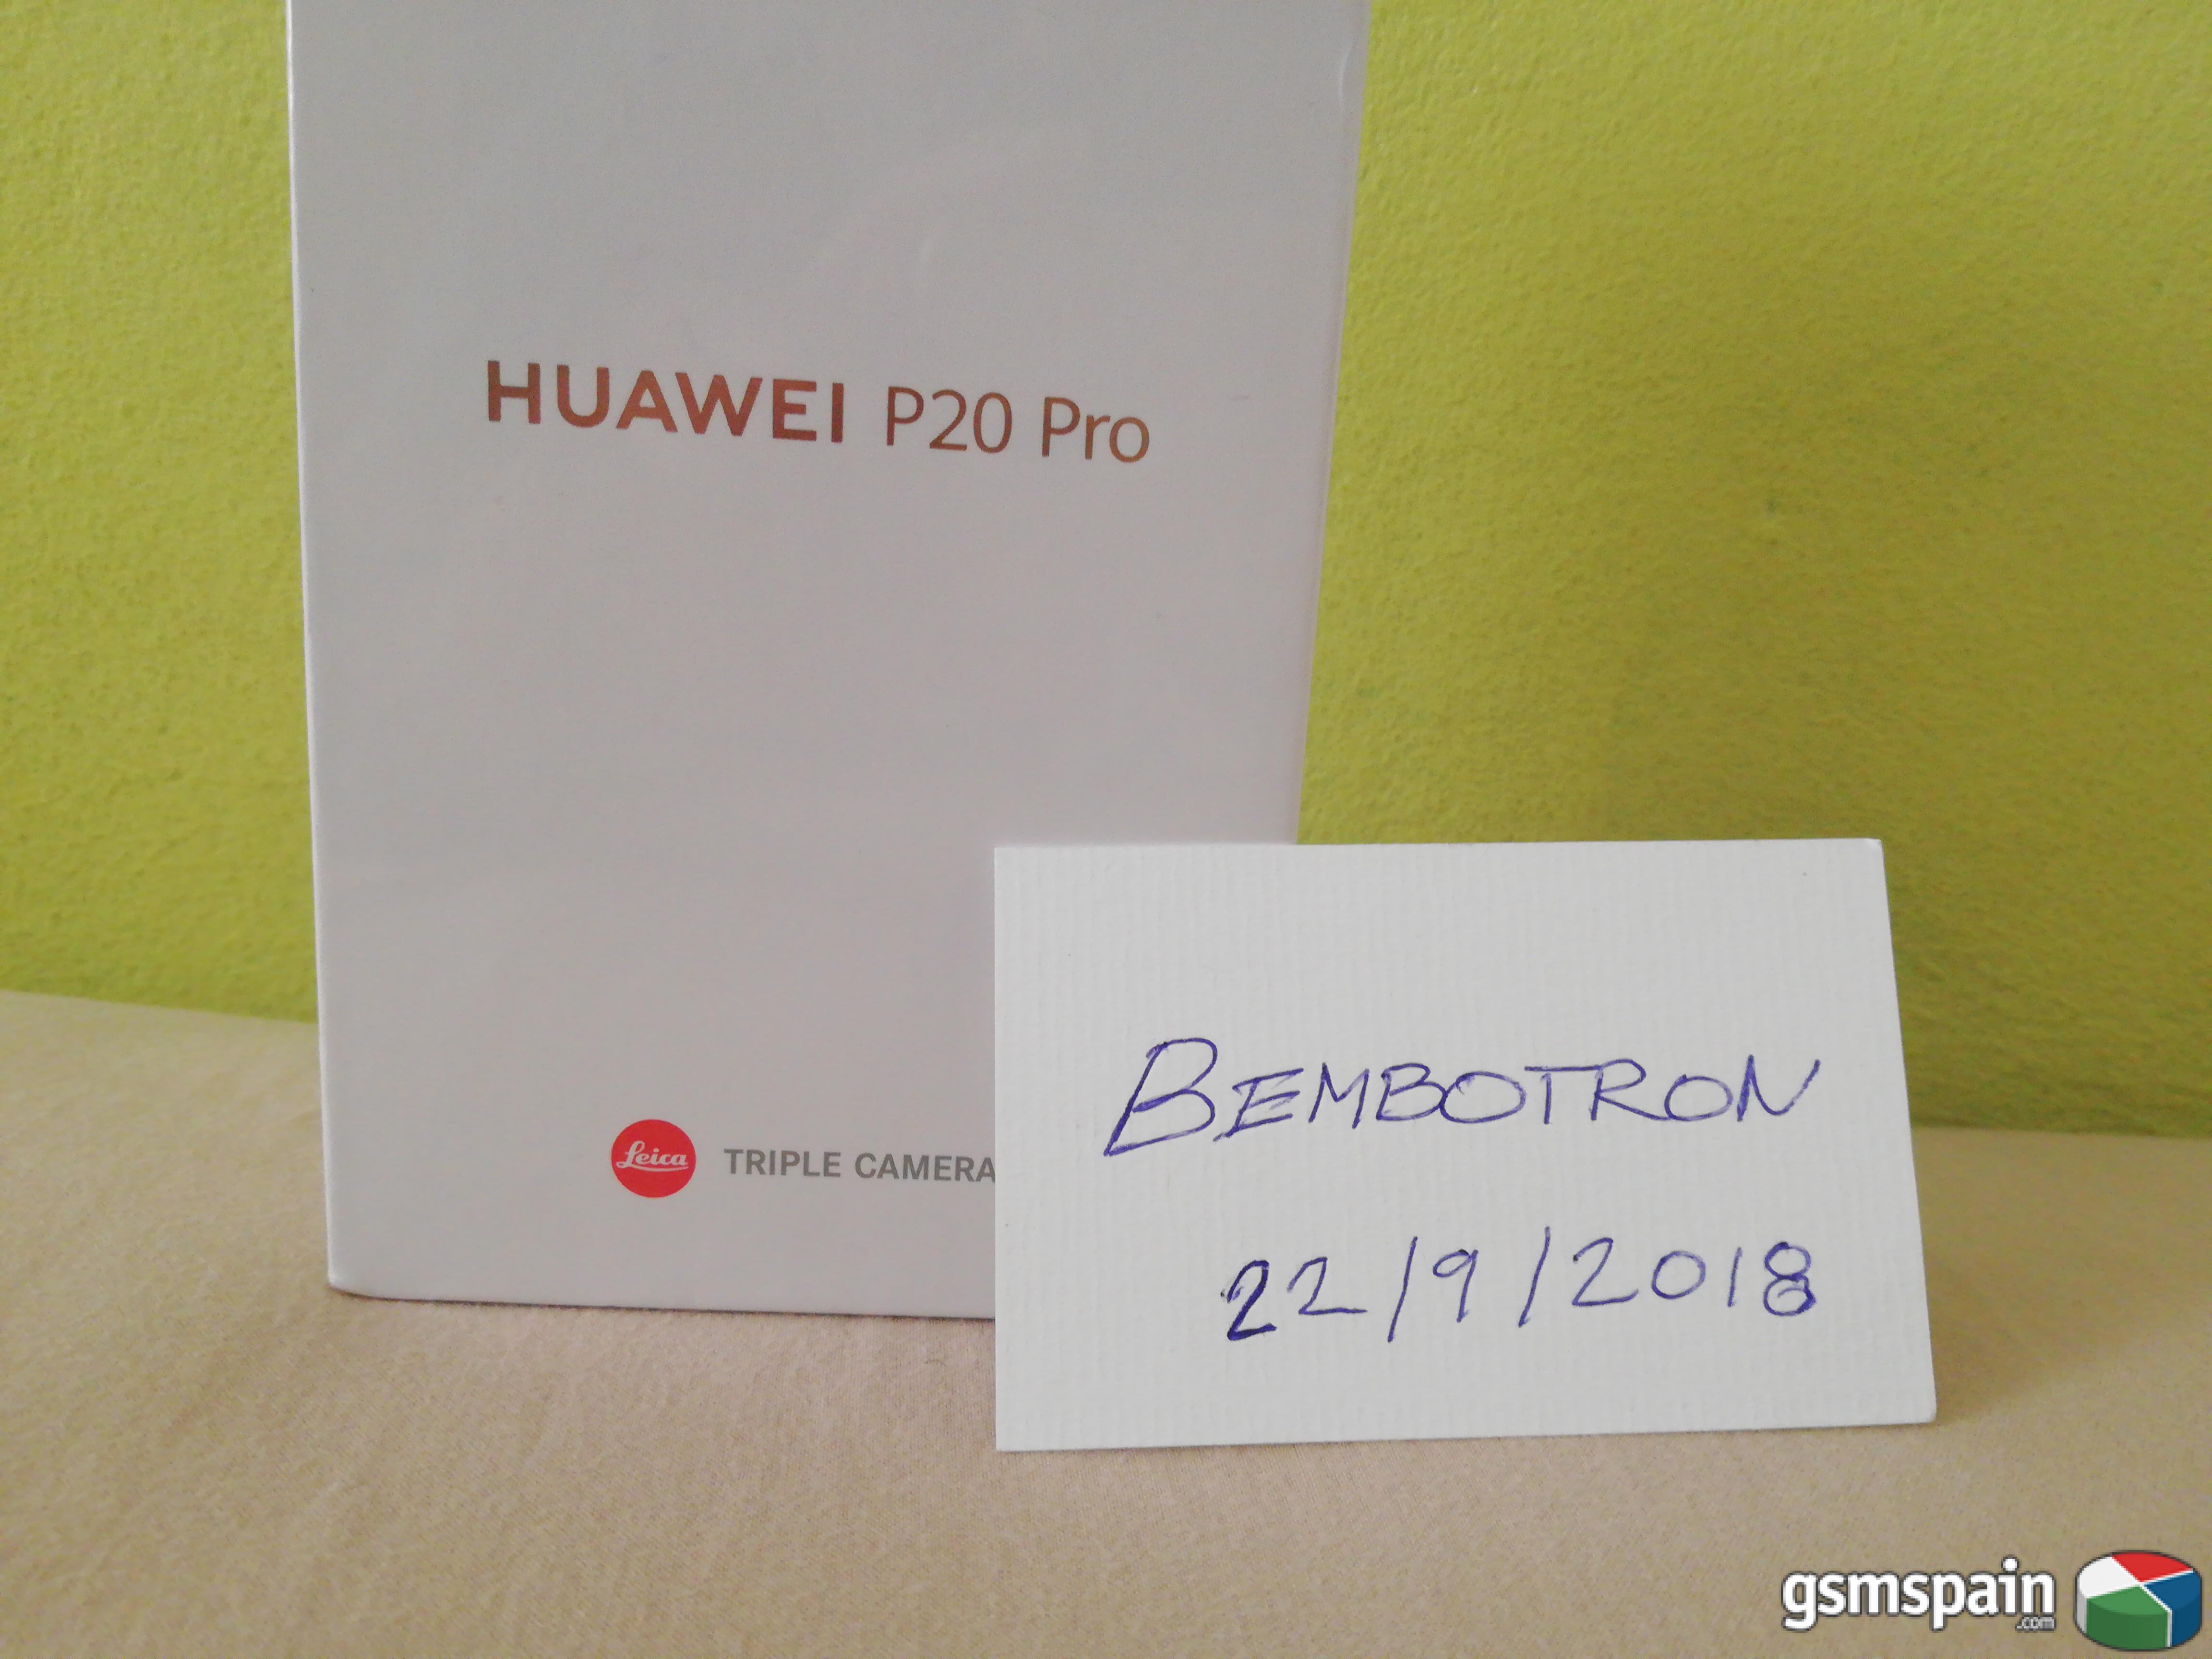 HUAWEI P20 Pro
Leica TRIPLE CAMERA
BEMBOTRON
22/9/2018
gsmspain
.com